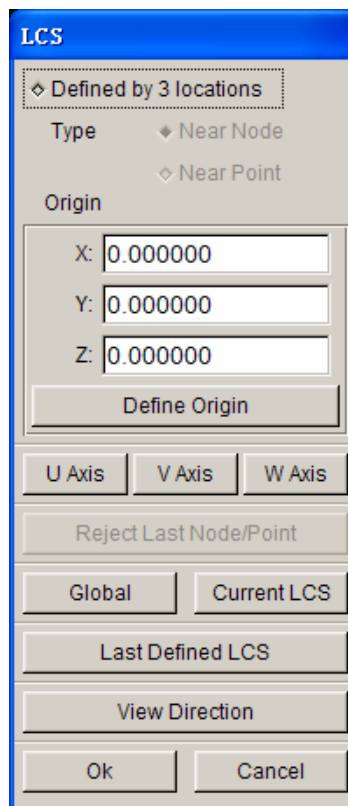 LCS
Defined by 3 locations
Type Near Node
Near Point
Origin
X: 0.000000
Y: 0.000000
Z: 0.000000
Define Origin
U Axis V Axis W Axis
Reject Last Node/Point
Global Current LCS
Last Defined LCS
View Direction
Ok Cancel